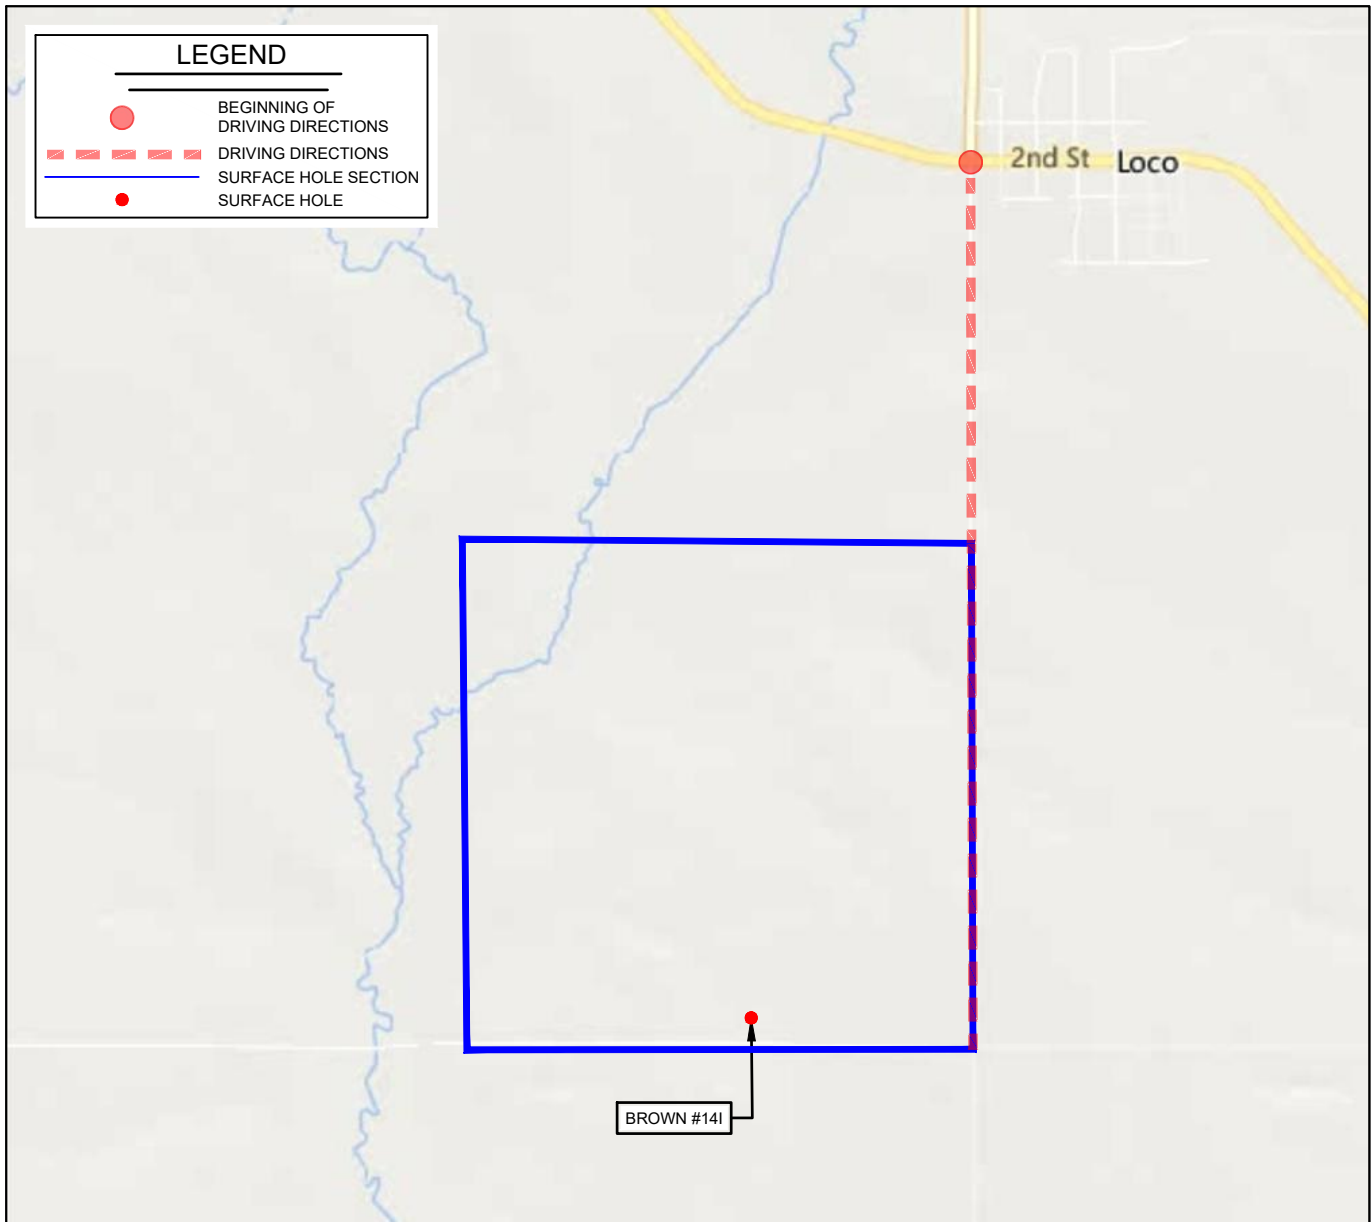 LEGEND
BEGINNING OF
DRIVING DIRECTIONS
DRIVING DIRECTIONS
SURFACE HOLE SECTION
SURFACE HOLE
2nd St
Loco
BROWN #14I